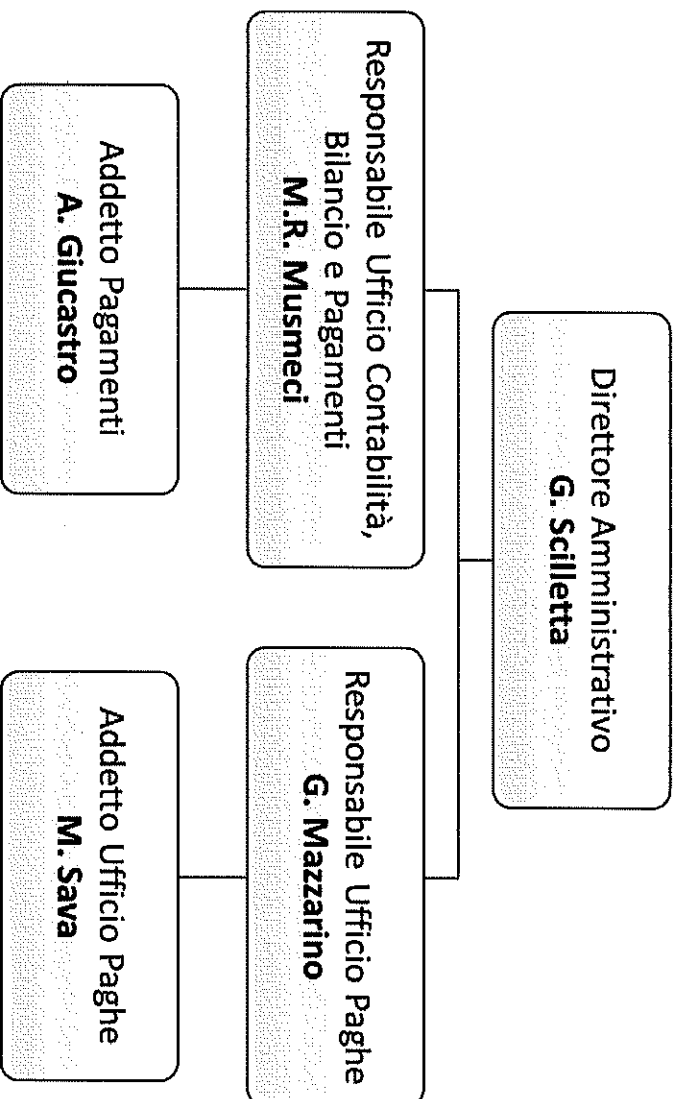 Direttore Amministrativo
G. Scilletta
Responsabile Ufficio Contabilità,
Bilancio e Pagamenti
M.R. Musmeci
Responsabile Ufficio Paghe
G. Mazzarino
Addetto Pagamenti
A. Giucastro
Addetto Ufficio Paghe
M. Sava